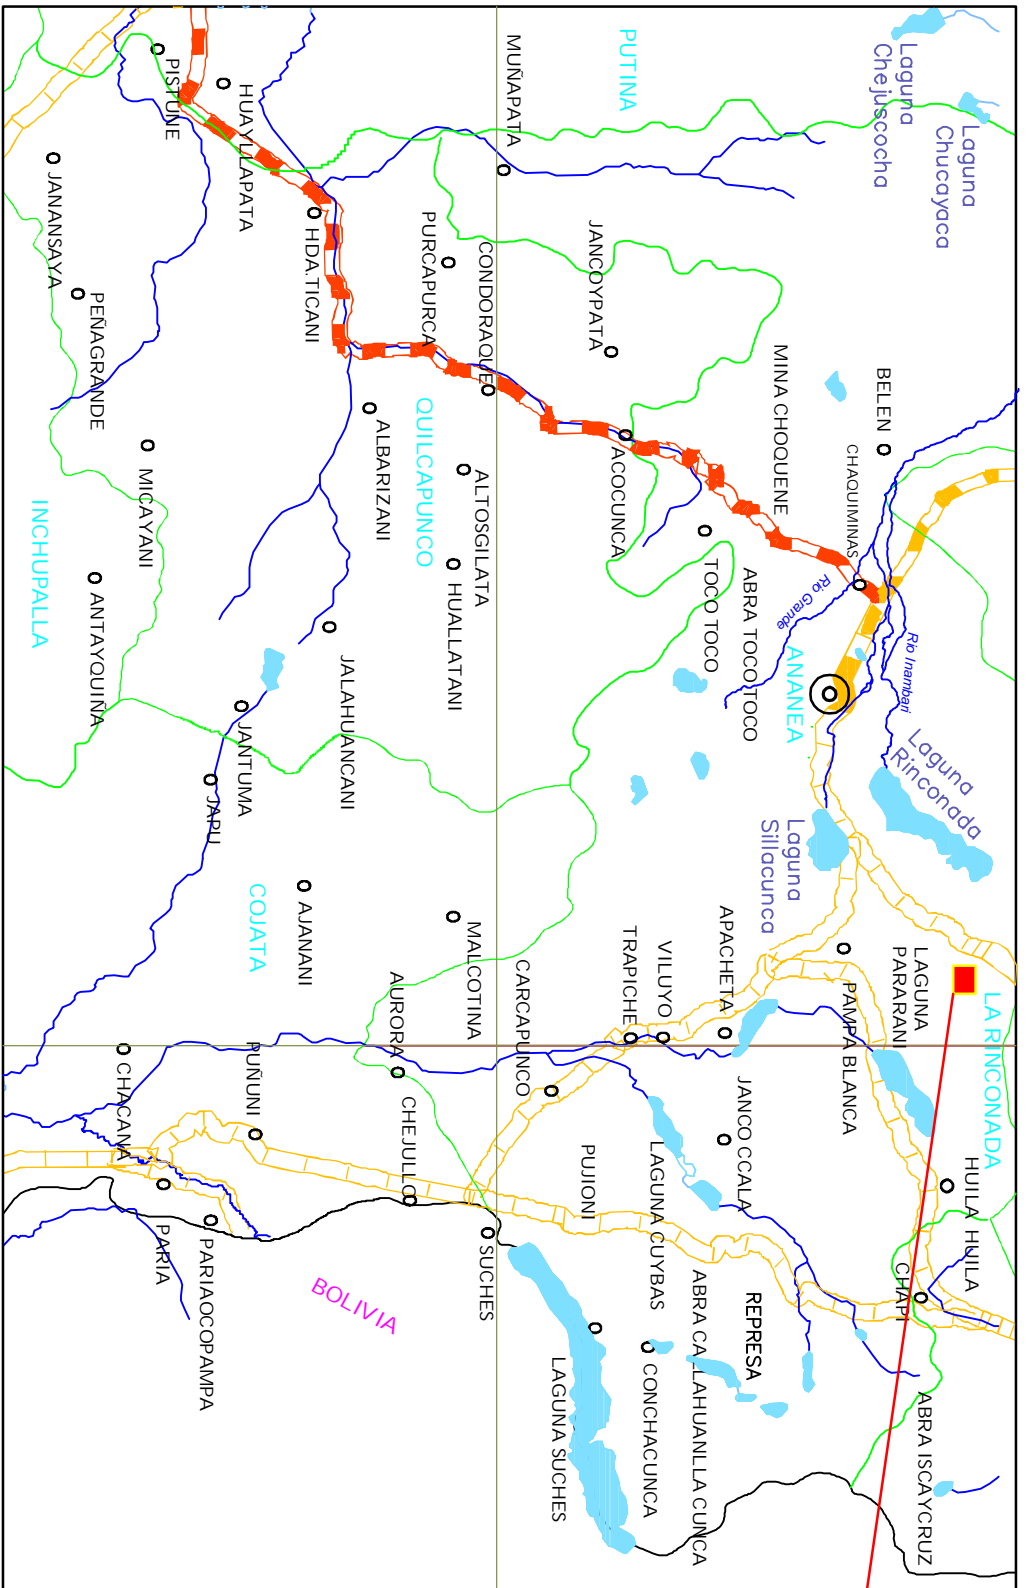 Laguna
Chejuscocha
Laguna
Chucayaca
PUTINA
MUÑAPATA
PISTUNE
HUAYLLAPATA
JANANSAYA
PEÑAGRANDE
HDA.TICANI
PURCAPURCA
CONDORAQUE
JANCOYPATA
MINA CHOQUENE
BELEN
CHAQUIMINAS
MICAYANI
ALBARIZANI
QUILCAPUNCO
ALTOSGILATA
ACOCUNCA
INCHUPALLA
ANTAYQUIÑA
HUALLATANI
TOCO TOCO
ABRA TOCOTOCO
Rio Grande
Rio Inambari
ANANEA
JALAHUANCANI
JANTUMA
JAPU
Laguna
Rinconada
Laguna
Sillacunca
COJATA
AJANANI
MALCOTINA
AURORA
CARCAPUNCO
TRAPICHE
VILUYO
APACHETA
PAMPA BLANCA
LAGUNA
PARARANI
LA RINCONADA
CHACANA
PUÑUNI
CHEJULLO
PUJIONI
LAGUNA CUYBAS
JANCO CCALA
HUILA HUILA
CHAPI
PARIA
PARIAOCOPAMPA
BOLIVIA
SUCHES
LAGUNA SUCHES
CONCHACUNCA
ABRA CALLAHUANLLA CUNCA
REPRESA
ABRA ISCAYCRUZ